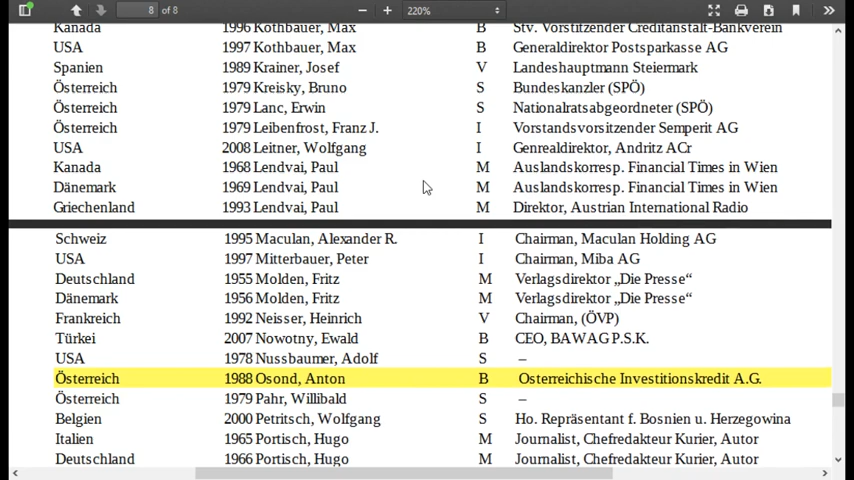 8 of 8 220%
Kanada 1996 Kothbauer, Max B Stv. Vorsitzender Creditanstalt-Bankverein
USA 1997 Kothbauer, Max B Generaldirektor Postsparkasse AG
Spanien 1989 Krainer, Josef V Landeshauptmann Steiermark
Österreich 1979 Kreisky, Bruno S Bundeskanzler (SPÖ)
Österreich 1979 Lanc, Erwin S Nationalratsabgeordneter (SPÖ)
Österreich 1979 Leibenfrost, Franz J. I Vorstandsvorsitzender Semperit AG
USA 2008 Leitner, Wolfgang I Genrealdirektor, Andritz ACr
Kanada 1968 Lendvai, Paul M Auslandskorresp. Financial Times in Wien
Dänemark 1969 Lendvai, Paul M Auslandskorresp. Financial Times in Wien
Griechenland 1993 Lendvai, Paul M Direktor, Austrian International Radio
Schweiz 1995 Maculan, Alexander R. I Chairman, Maculan Holding AG
USA 1997 Mitterbauer, Peter I Chairman, Miba AG
Deutschland 1955 Molden, Fritz M Verlagsdirektor „Die Presse“
Dänemark 1956 Molden, Fritz M Verlagsdirektor „Die Presse“
Frankreich 1992 Neisser, Heinrich V Chairman, (ÖVP)
Türkei 2007 Nowotny, Ewald B CEO, BAWAG P.S.K.
USA 1978 Nussbaumer, Adolf S –
Österreich 1988 Osond, Anton B Osterreichische Investitionskredit A.G.
Österreich 1979 Pahr, Willibald S –
Belgien 2000 Petritsch, Wolfgang S Ho. Repräsentant f. Bosnien u. Herzegowina
Italien 1965 Portisch, Hugo M Journalist, Chefredakteur Kurier, Autor
Deutschland 1966 Portisch, Hugo M Journalist, Chefredakteur Kurier, Autor